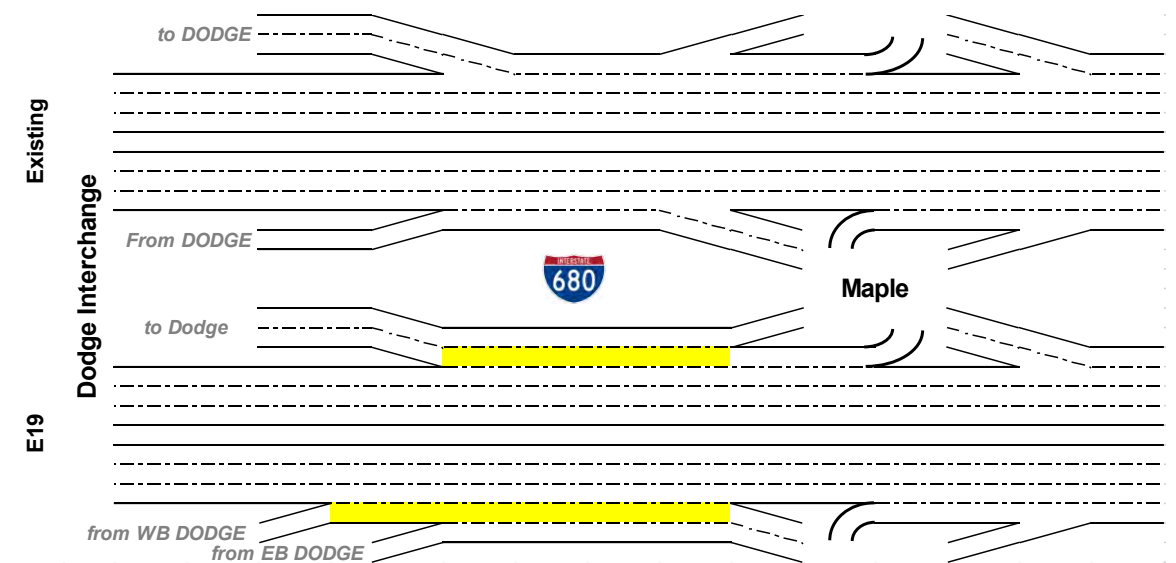 to DODGE
Existing
Dodge Interchange
From DODGE
INTERSTATE
680
Maple
to Dodge
E19
from WB DODGE
from EB DODGE